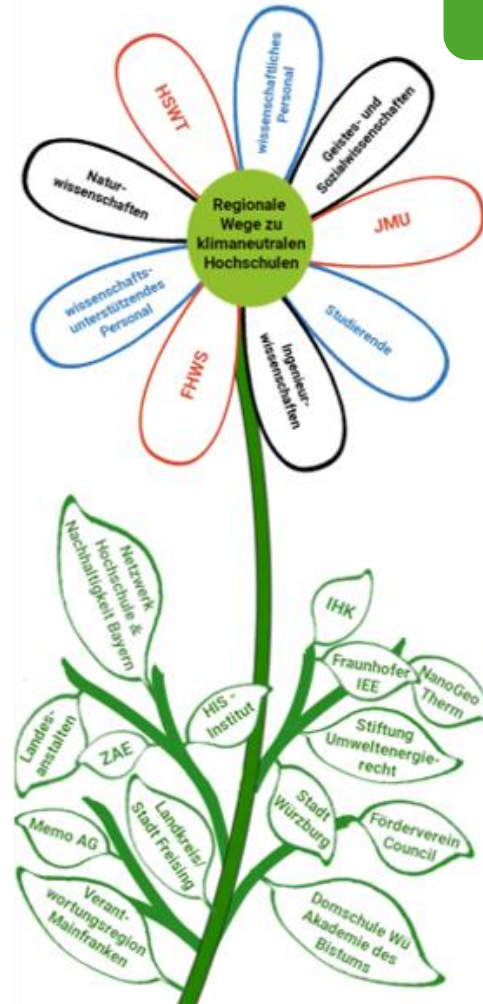 wissenschaftliches
Personal
HSWT
Geistes- und
Sozialwissenschaften
Natur-
wissenschaften
Regionale
Wege zu
klimaneutralen
Hochschulen
JMU
wissenschafts-
unterstützendes
Personal
Studierende
FHWS
Ingenieur-
wissenschaften
Netzwerk
Hochschule &
Nachhaltigkeit Bayern
IHK
Fraunhofer
IEE
NanoGeo
Therm
HIS -
Institut
Landes-
anstalten
ZAE
Stiftung
Umweltenergie-
recht
Landkreis/
Stadt Freising
Stadt
Würzburg
Memo AG
Förderverein
Council
Verant-
wortungsregion
Mainfranken
Domschule Wü
Akademie des
Bistums